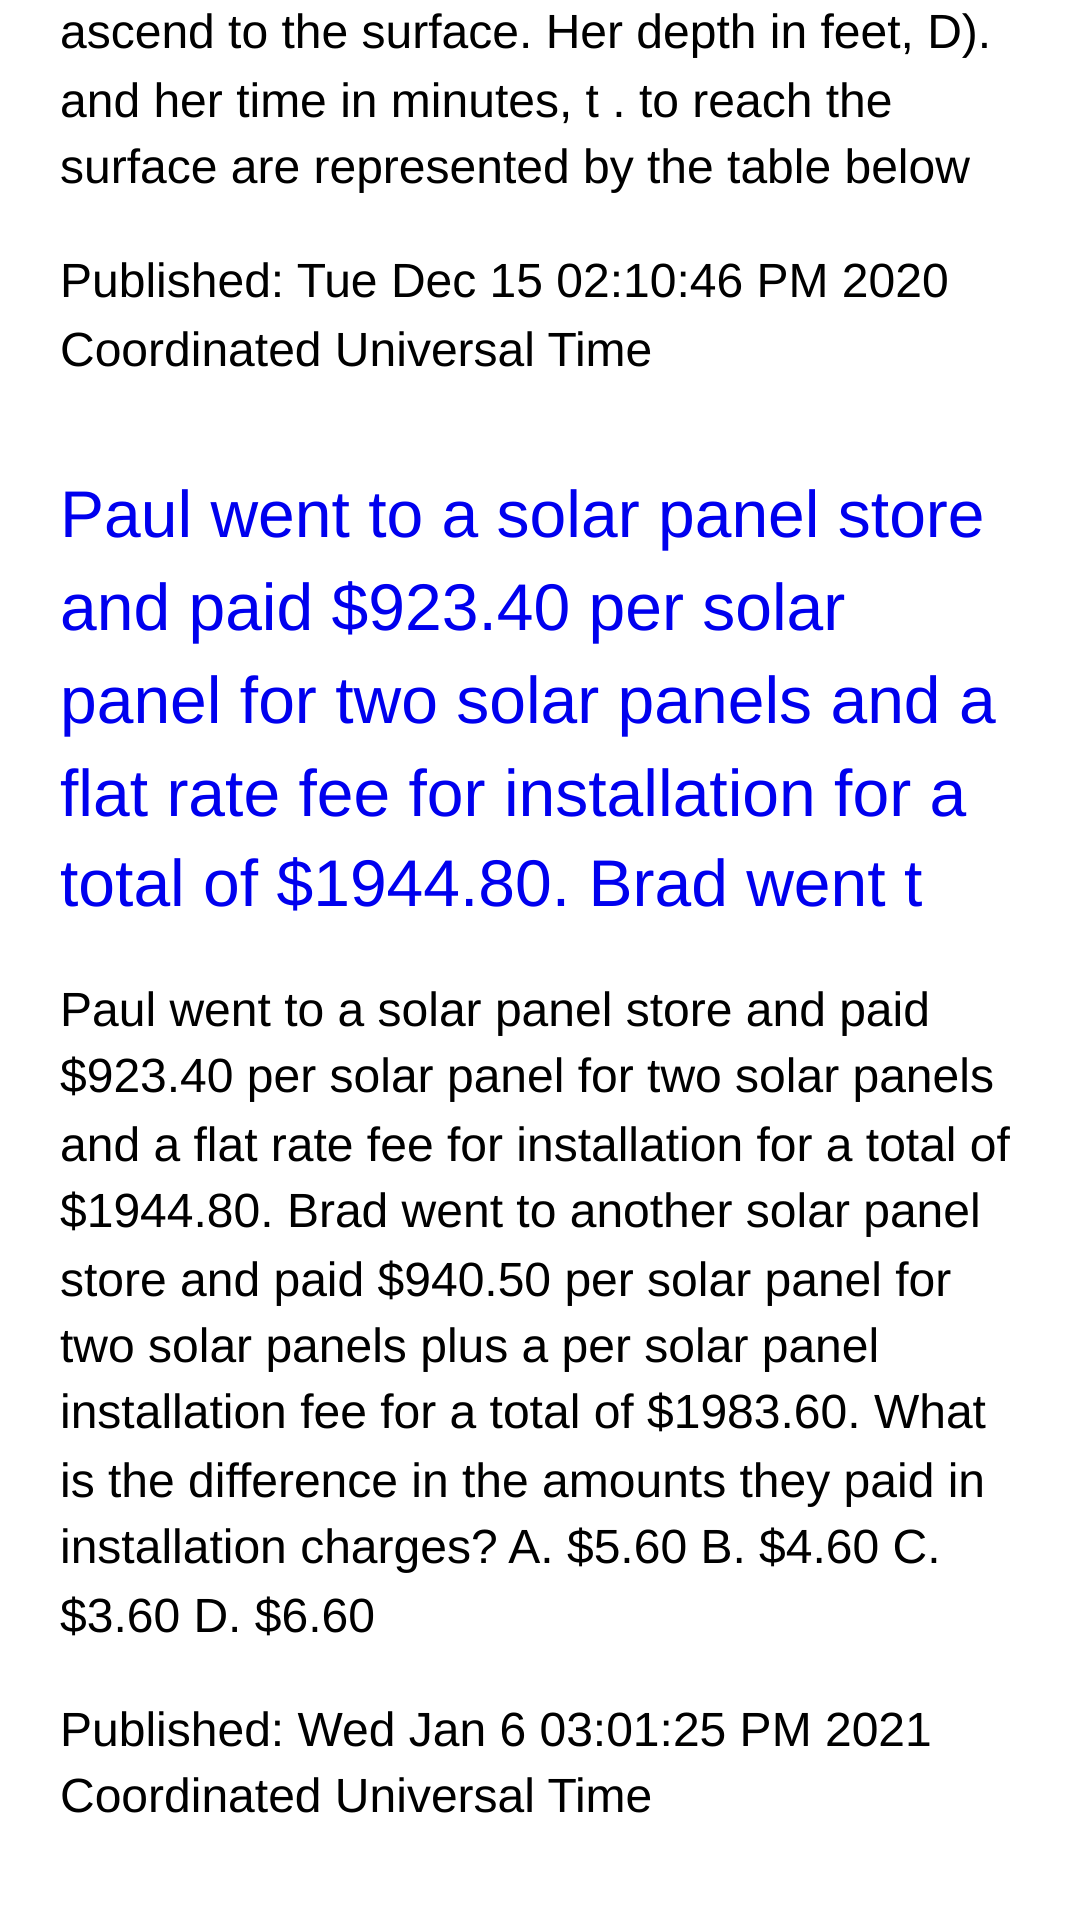 ascend to the surface. Her depth in feet, D).
and her time in minutes, t . to reach the
surface are represented by the table below
Published: Tue Dec 15 02:10:46 PM 2020
Coordinated Universal Time
Paul went to a solar panel store
and paid $923.40 per solar
panel for two solar panels and a
flat rate fee for installation for a
total of $1944.80. Brad went t
Paul went to a solar panel store and paid
$923.40 per solar panel for two solar panels
and a flat rate fee for installation for a total of
$1944.80. Brad went to another solar panel
store and paid $940.50 per solar panel for
two solar panels plus a per solar panel
installation fee for a total of $1983.60. What
is the difference in the amounts they paid in
installation charges? A. $5.60 B. $4.60 C.
$3.60 D. $6.60
Published: Wed Jan 6 03:01:25 PM 2021
Coordinated Universal Time